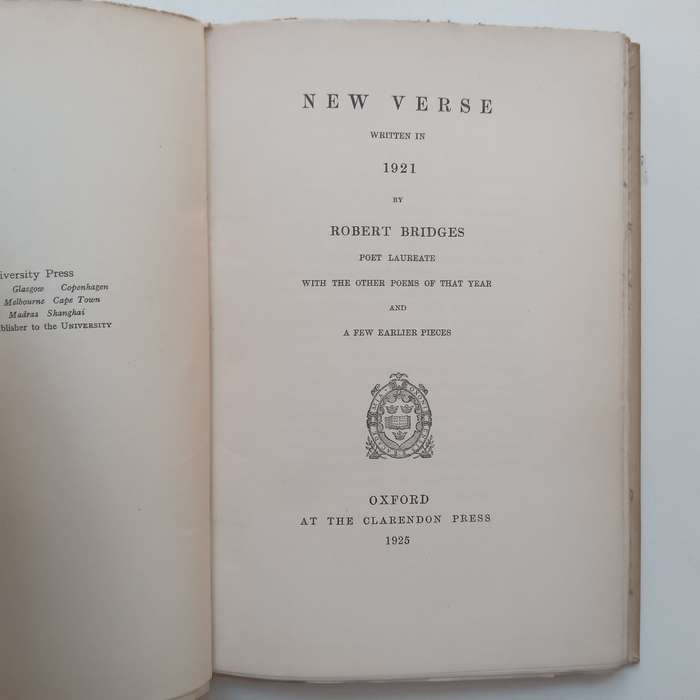 iversity Press
Glasgow Copenhagen
Melbourne Cape Town
Madras Shanghai
blisher to the UNIVERSITY
NEW VERSE
WRITTEN IN
1921
BY
ROBERT BRIDGES
POET LAUREATE
WITH THE OTHER POEMS OF THAT YEAR
AND
A FEW EARLIER PIECES
OXFORD
AT THE CLARENDON PRESS
1925